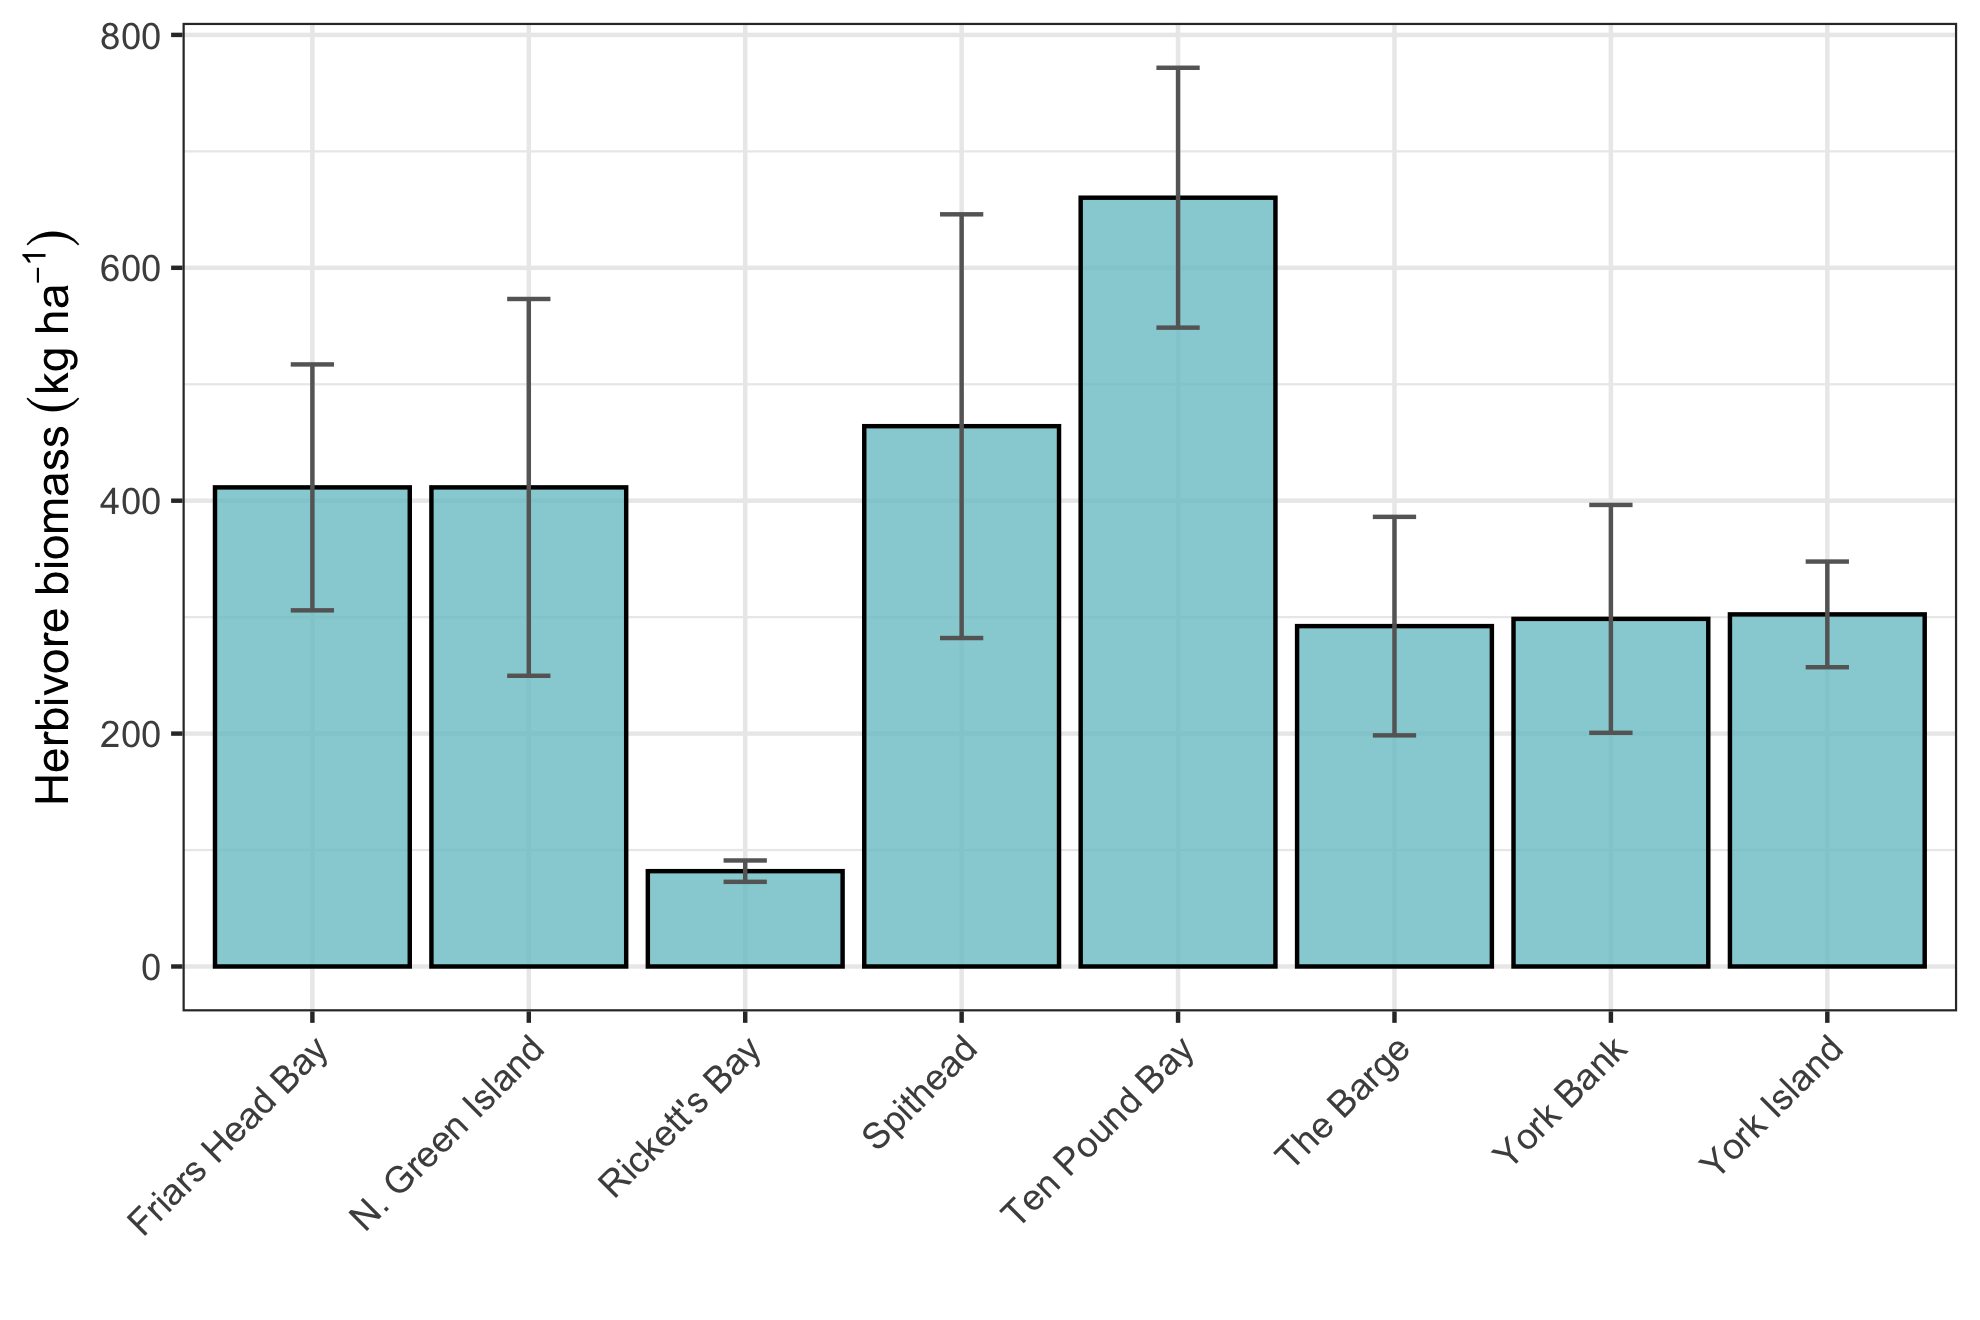 Herbivore biomass (kg ha⁻¹)
800
600
400
200
0
Friars Head Bay
N. Green Island
Rickett's Bay
Spithead
Ten Pound Bay
The Barge
York Bank
York Island